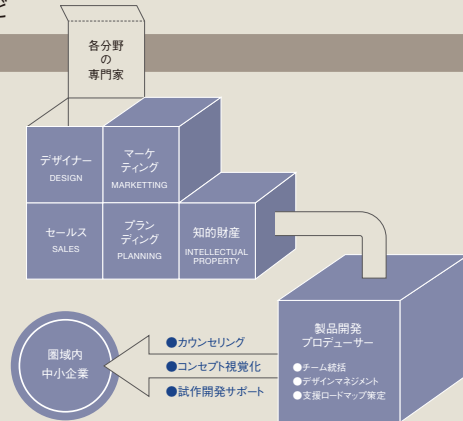 ど
各分野
の
専門家
デザイナー
DESIGN
マーケ
ティング
MARKETTING
セールス
SALES
ブラン
ディング
PLANNING
知的財産
INTELLECTUAL
PROPERTY
製品開発
プロデューサー
●チーム統括
●デザインマネジメント
●支援ロードマップ策定
●カウンセリング
●コンセプト視覚化
●試作開発サポート
圏域内
中小企業